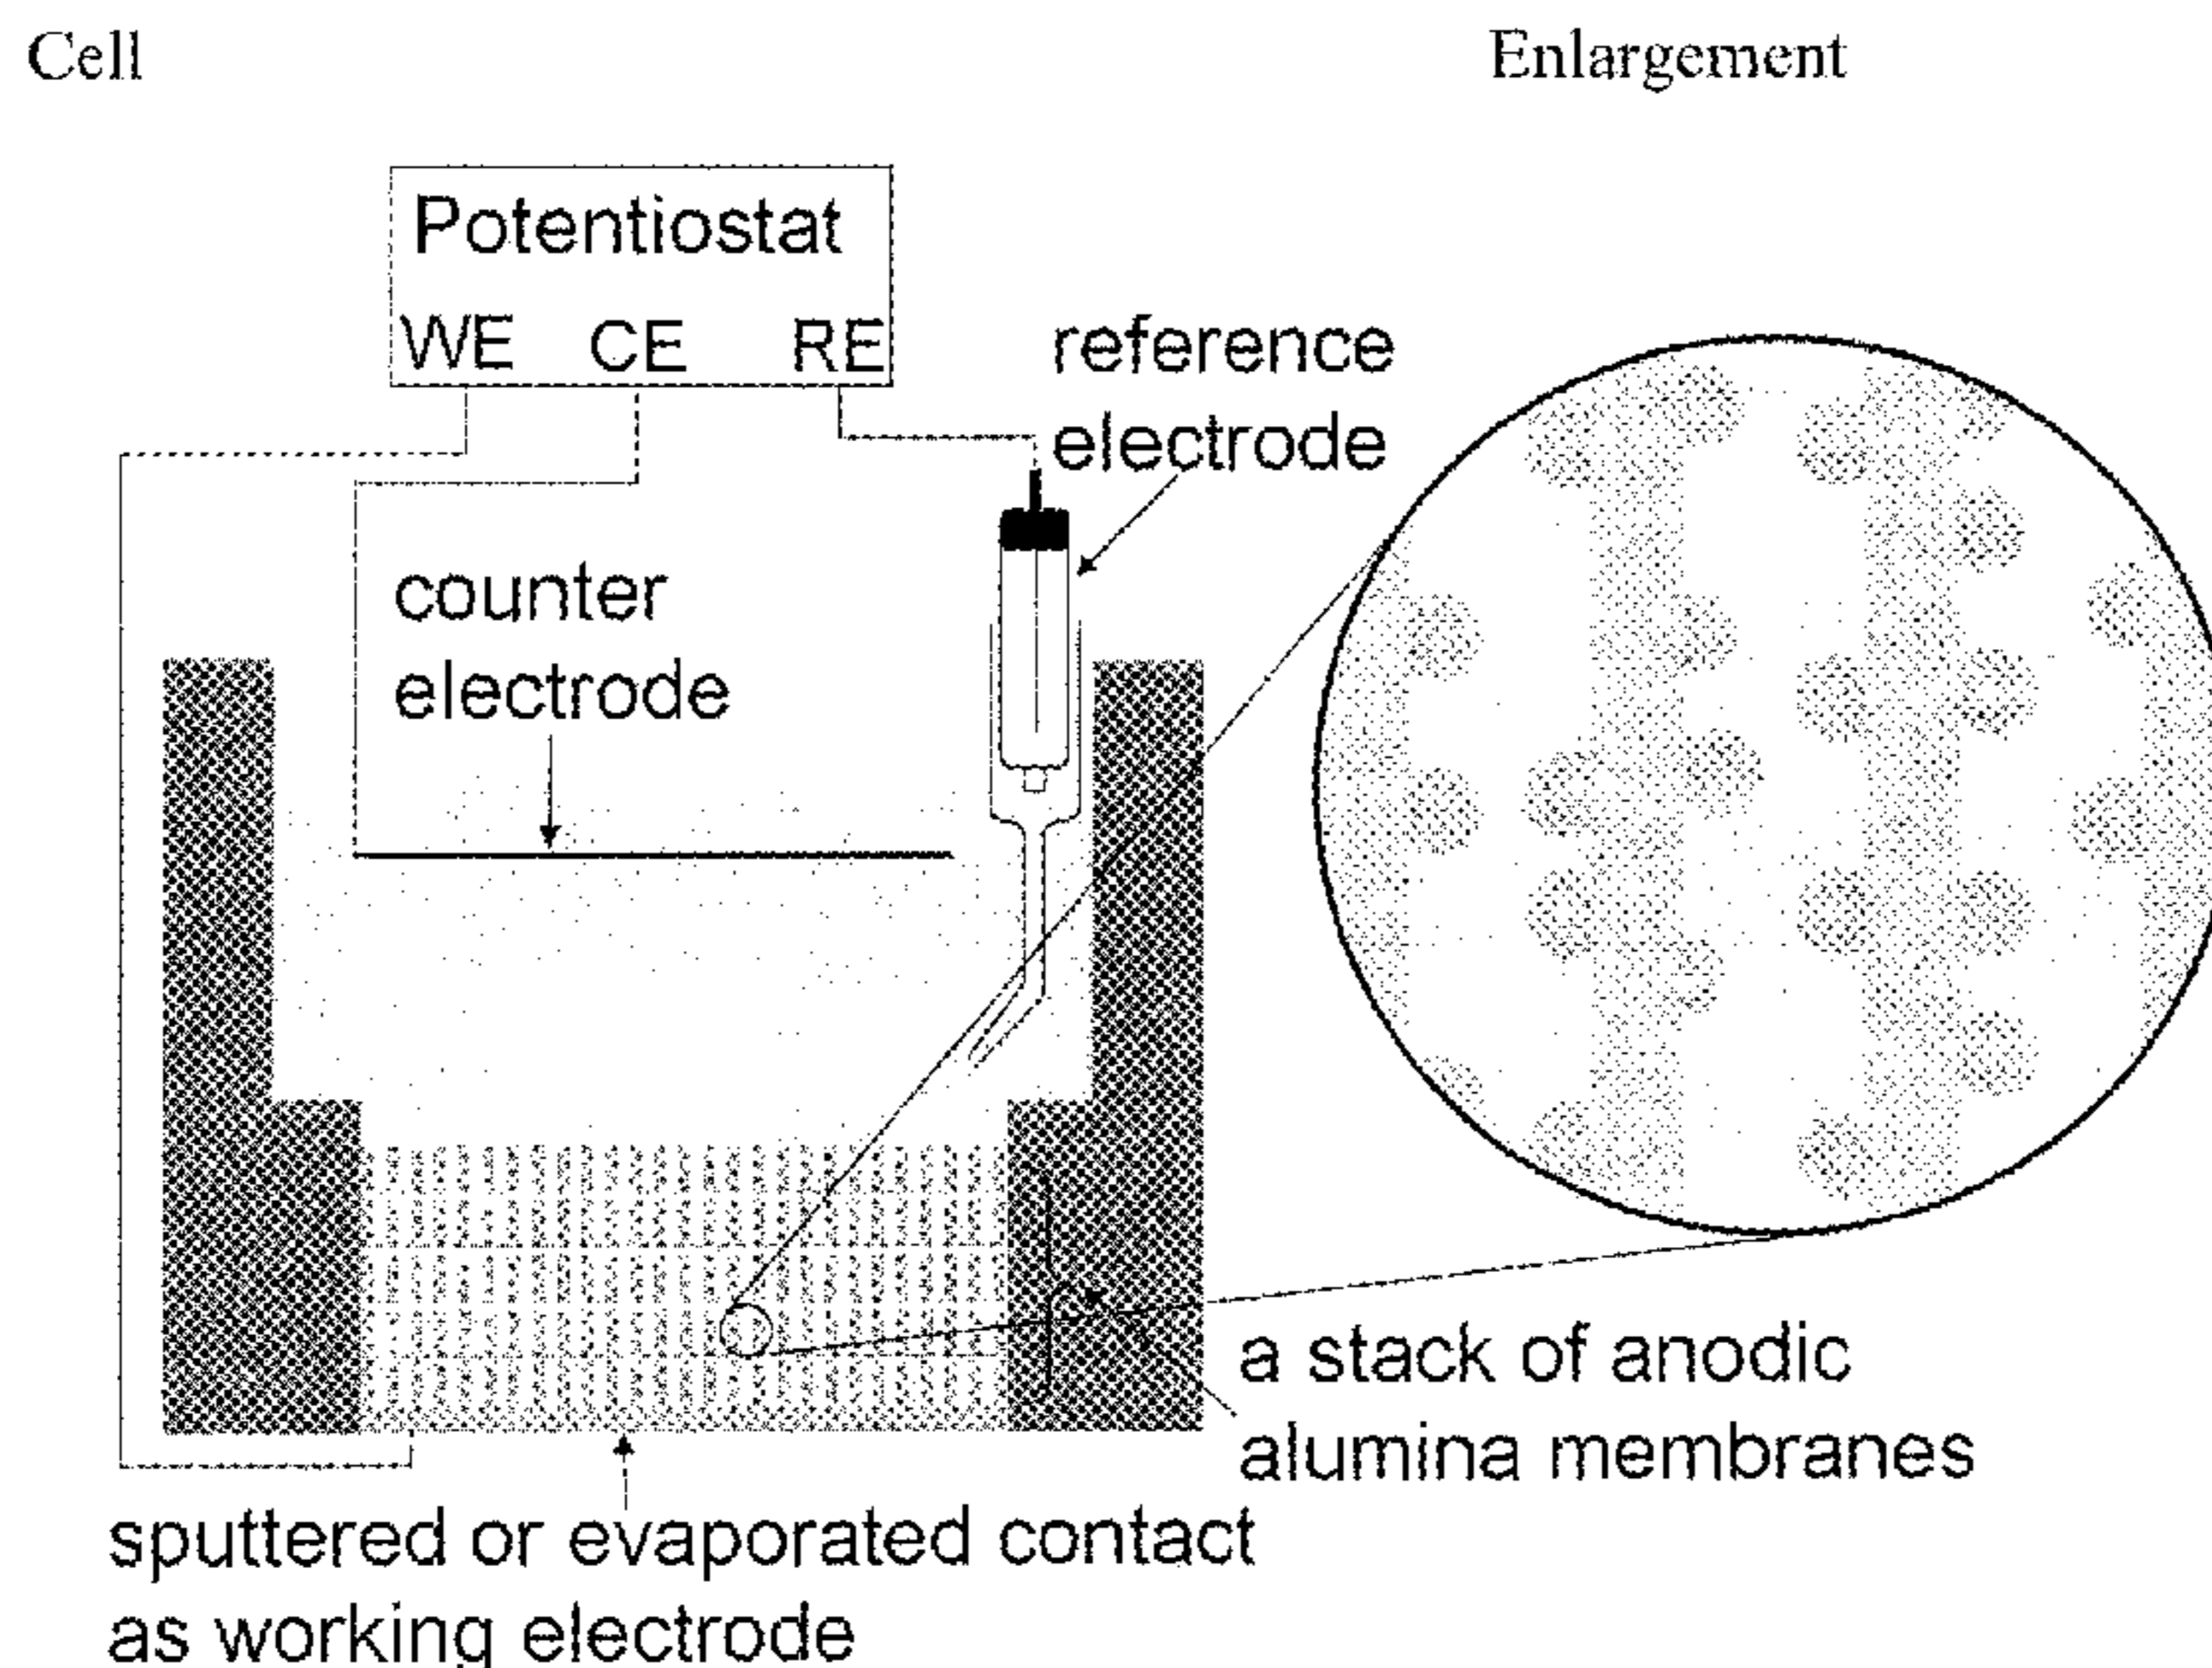 Cell
Enlargement
Potentiostat
WE CE RE
reference
electrode
counter
electrode
a stack of anodic
alumina membranes
sputtered or evaporated contact
as working electrode